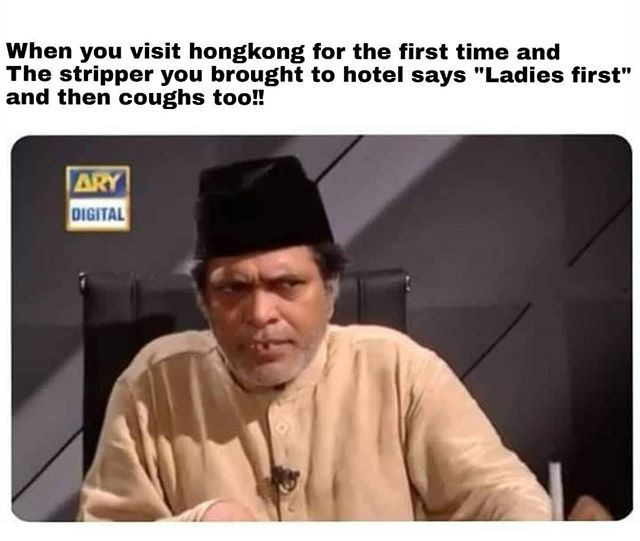 When you visit hongkong for the first time and
The stripper you brought to hotel says "Ladies first"
and then coughs too!!
ARY
DIGITAL